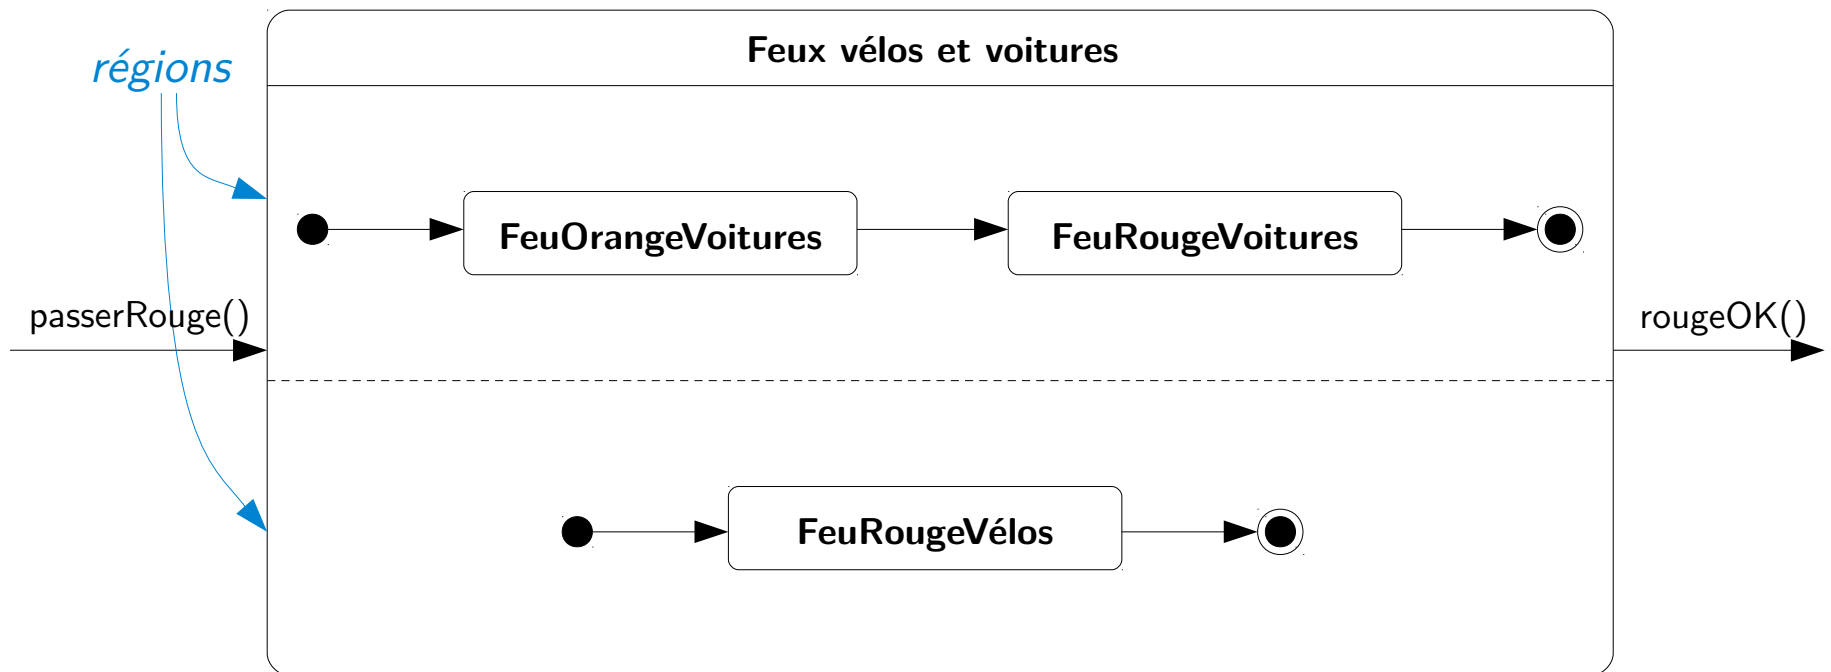 Feux vélos et voitures
régions
FeuOrangeVoitures
FeuRougeVoitures
passerRouge()
rougeOK()
FeuRougeVélos